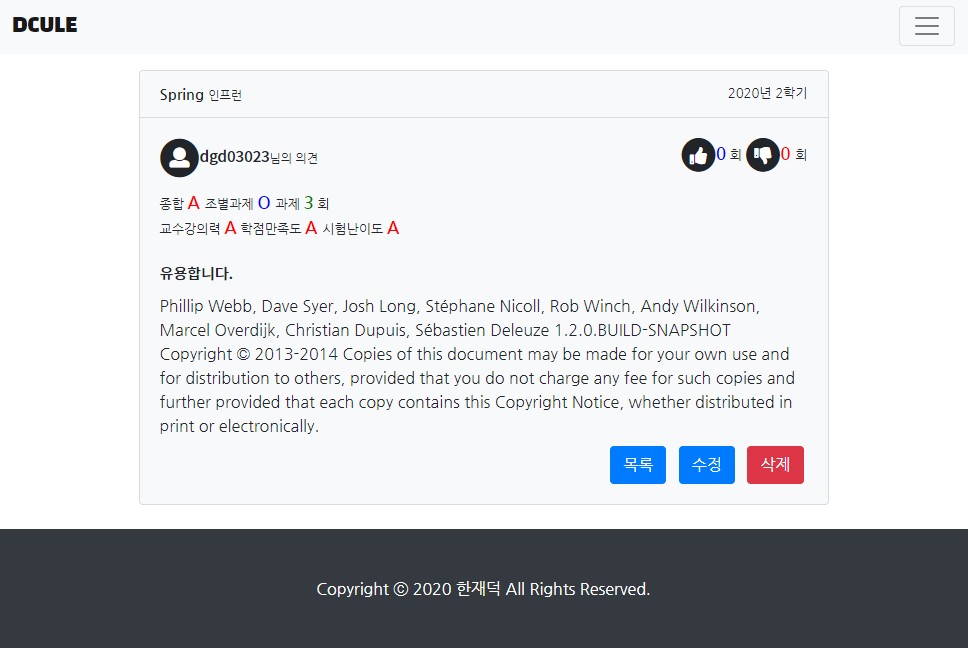 DCULE
Spring 인프런 2020년 2학기
dgd03023님의 의견 0 회 0 회
종합 A 조별과제 O 과제 3 회
교수강의력 A 학점만족도 A 시험난이도 A
유용합니다.
Phillip Webb, Dave Syer, Josh Long, Stéphane Nicoll, Rob Winch, Andy Wilkinson,
Marcel Overdijk, Christian Dupuis, Sébastien Deleuze 1.2.0.BUILD-SNAPSHOT
Copyright © 2013-2014 Copies of this document may be made for your own use and
for distribution to others, provided that you do not charge any fee for such copies and
further provided that each copy contains this Copyright Notice, whether distributed in
print or electronically.
목록 수정 삭제
Copyright ⓒ 2020 한재덕 All Rights Reserved.